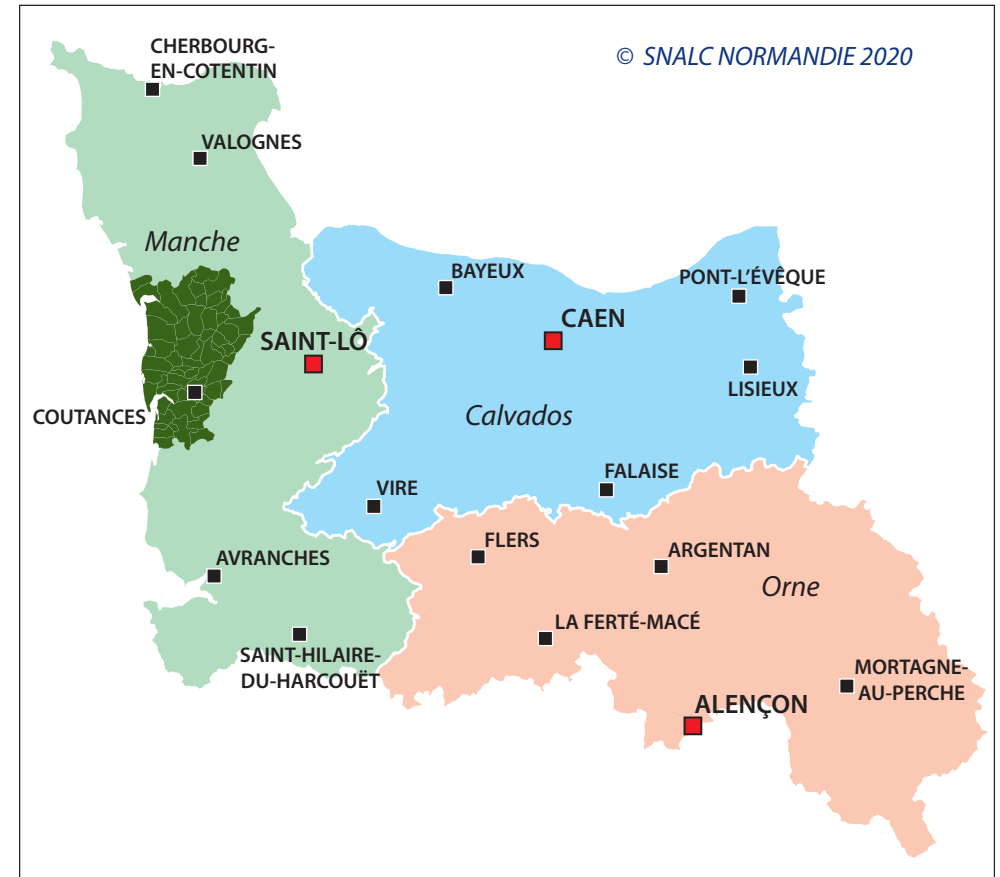 © SNALC NORMANDIE 2020
CHERBOURG-
EN-COTENTIN
VALOGNES
Manche
BAYEUX
PONT-L'ÉVÊQUE
CAEN
SAINT-LÔ
LISIEUX
COUTANCES
Calvados
FALAISE
VIRE
FLERS
ARGENTAN
AVRANCHES
Orne
LA FERTÉ-MACÉ
SAINT-HILAIRE-
DU-HARCOUËT
MORTAGNE-
AU-PERCHE
ALENÇON